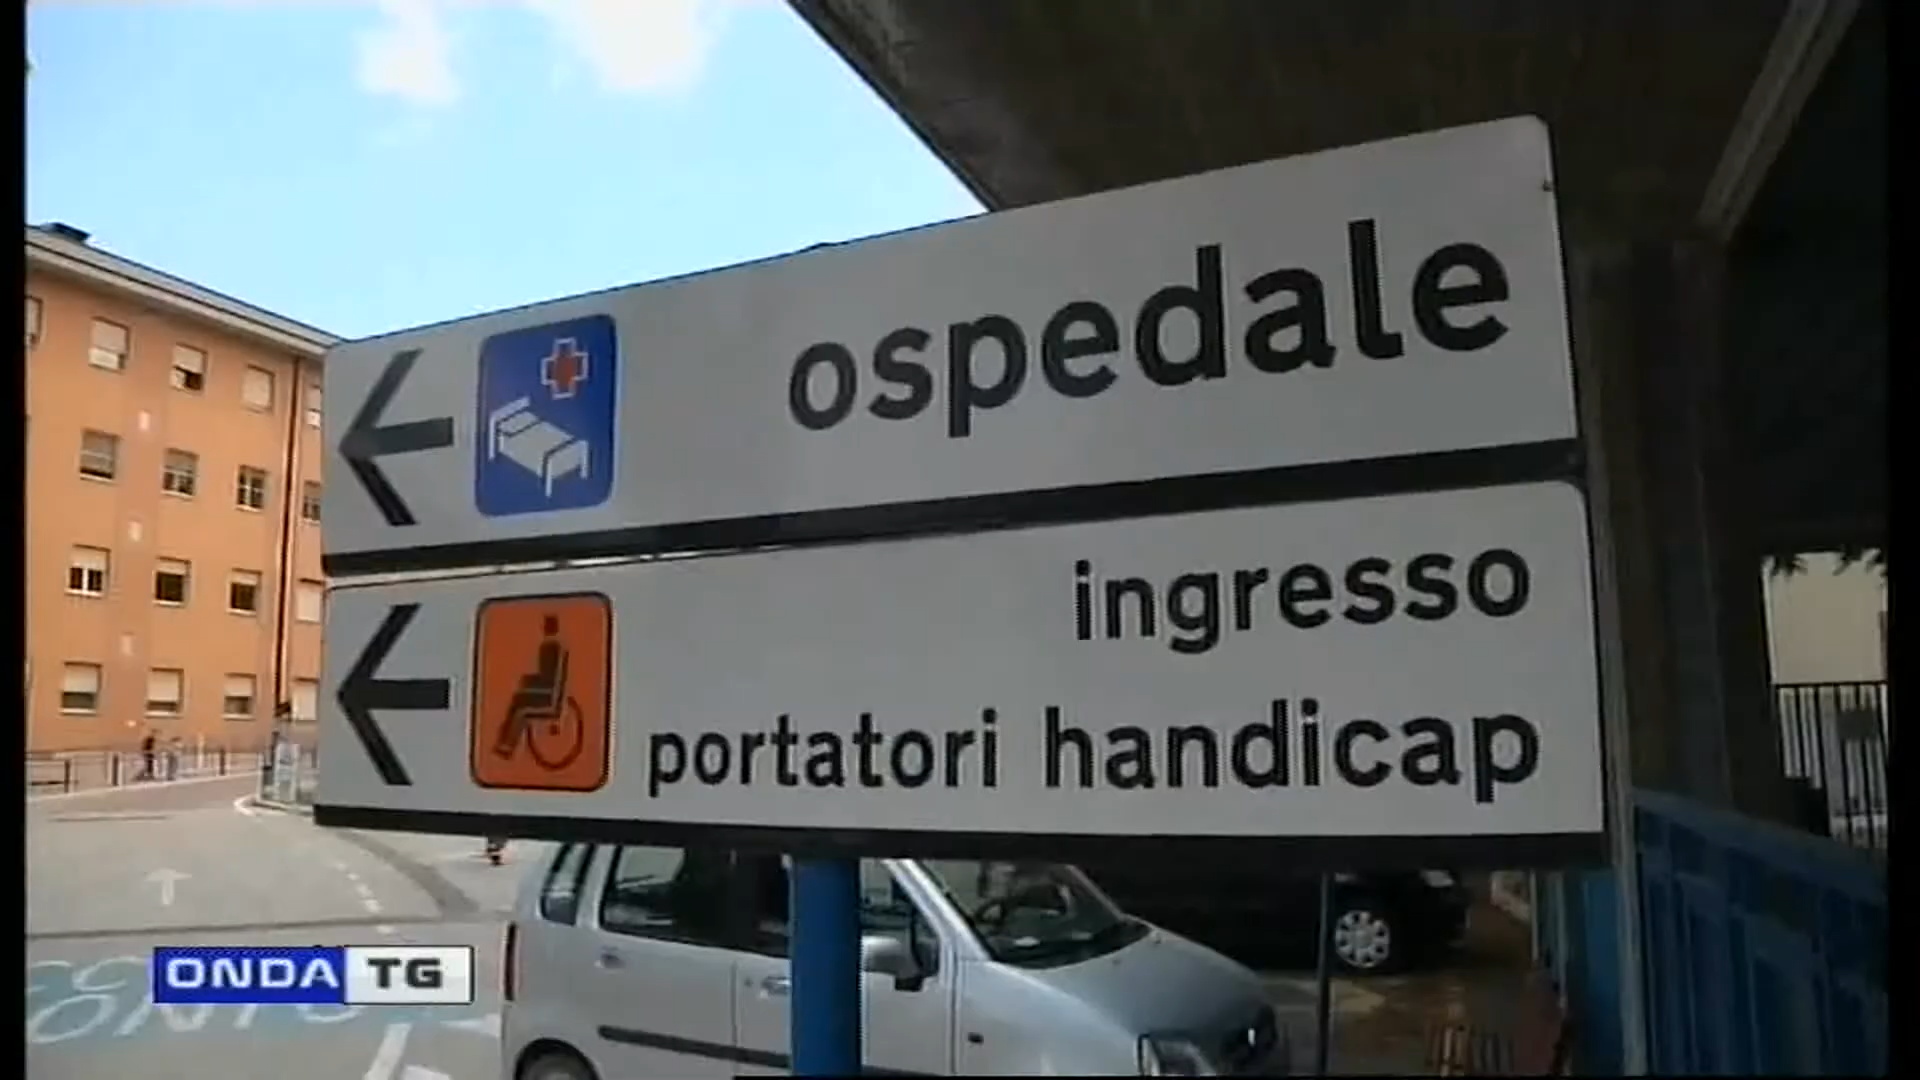 ospedale
ingresso
portatori handicap
ONDA TG